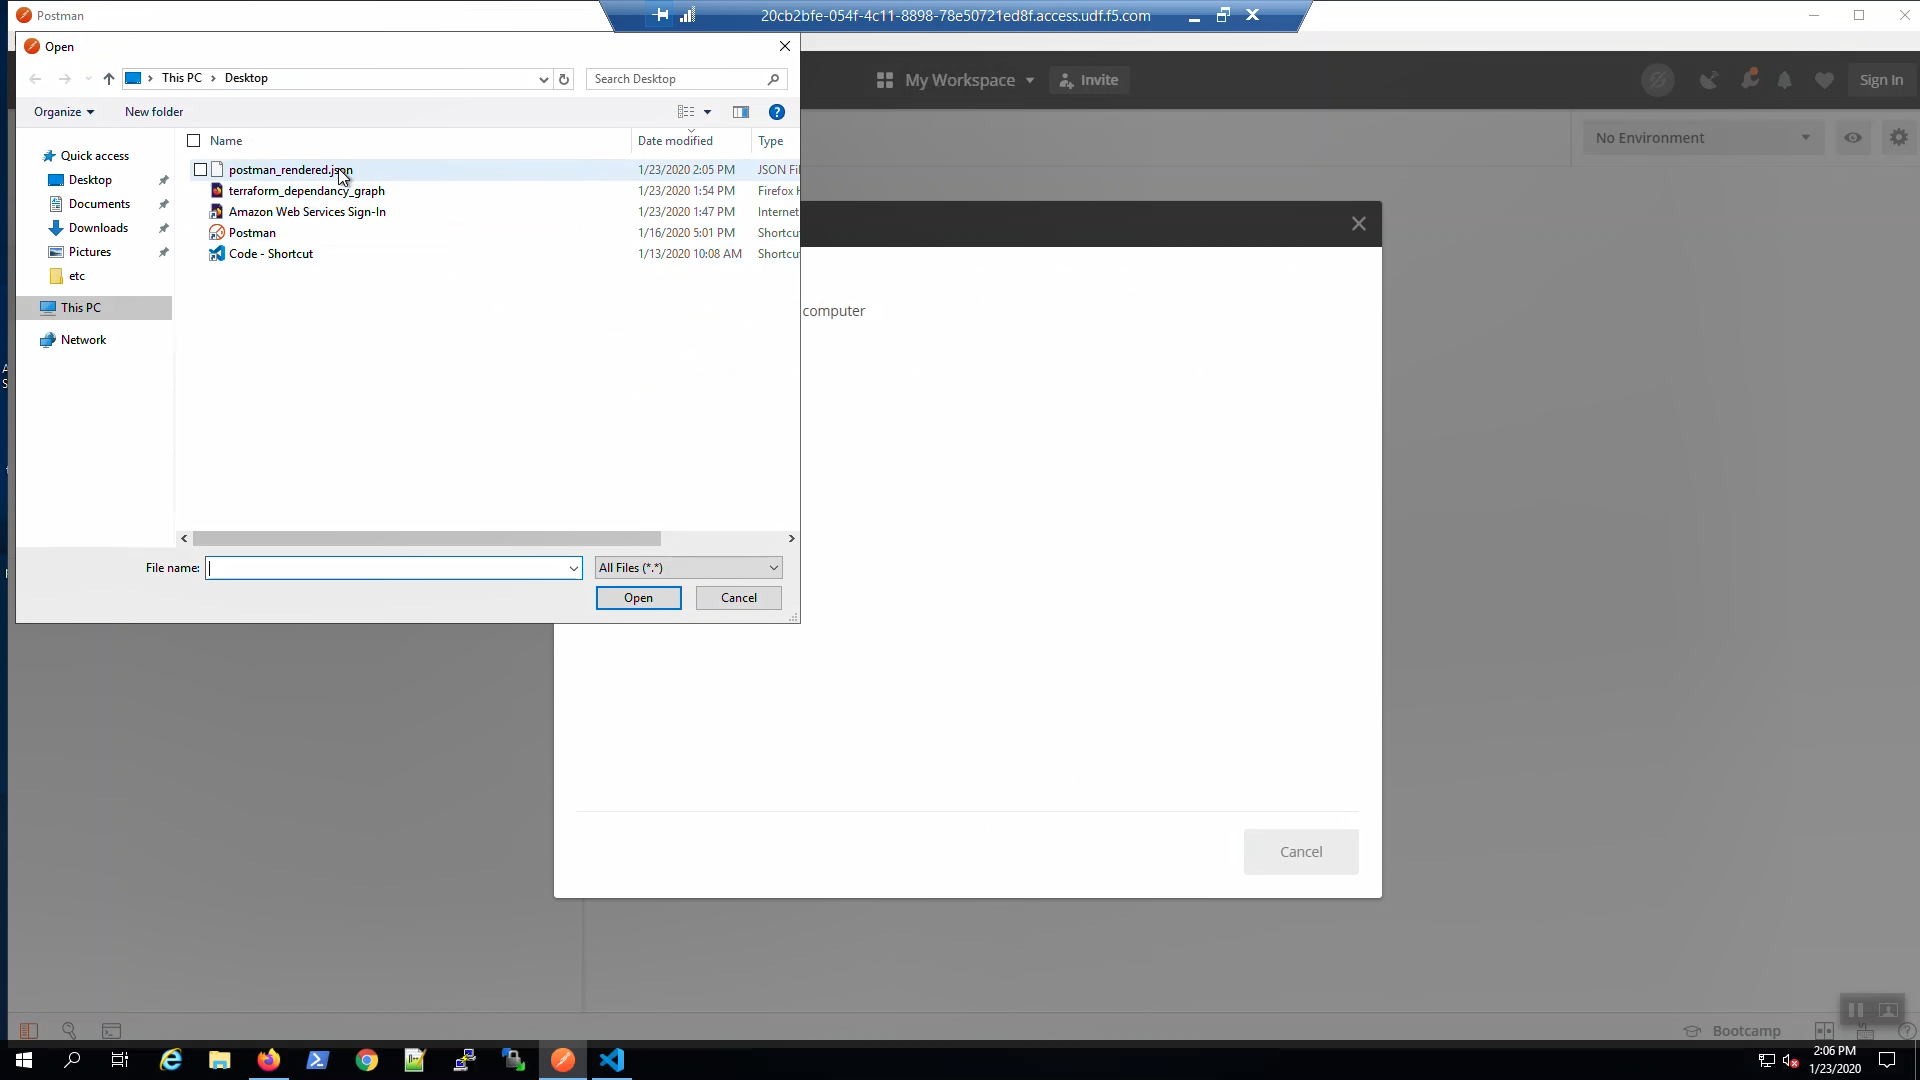 Postman
20cb2bfe-054f-4c11-8898-78e50721ed8f.access.udf.f5.com
Open
This PC
Desktop
Search Desktop
My Workspace
Invite
Sign In
Organize
New folder
No Environment
Name
Date modified
Type
Quick access
Desktop
Documents
Downloads
Pictures
etc
This PC
Network
postman_rendered.json
1/23/2020 2:05 PM
JSON Fil
terraform_dependancy_graph
1/23/2020 1:54 PM
Firefox H
Amazon Web Services Sign-In
1/23/2020 1:47 PM
Internet
Postman
1/16/2020 5:01 PM
Shortcu
Code - Shortcut
1/13/2020 10:08 AM
Shortcu
computer
A
S
File name:
All Files (*.*)
Open
Cancel
Cancel
Bootcamp
2:06 PM
1/23/2020